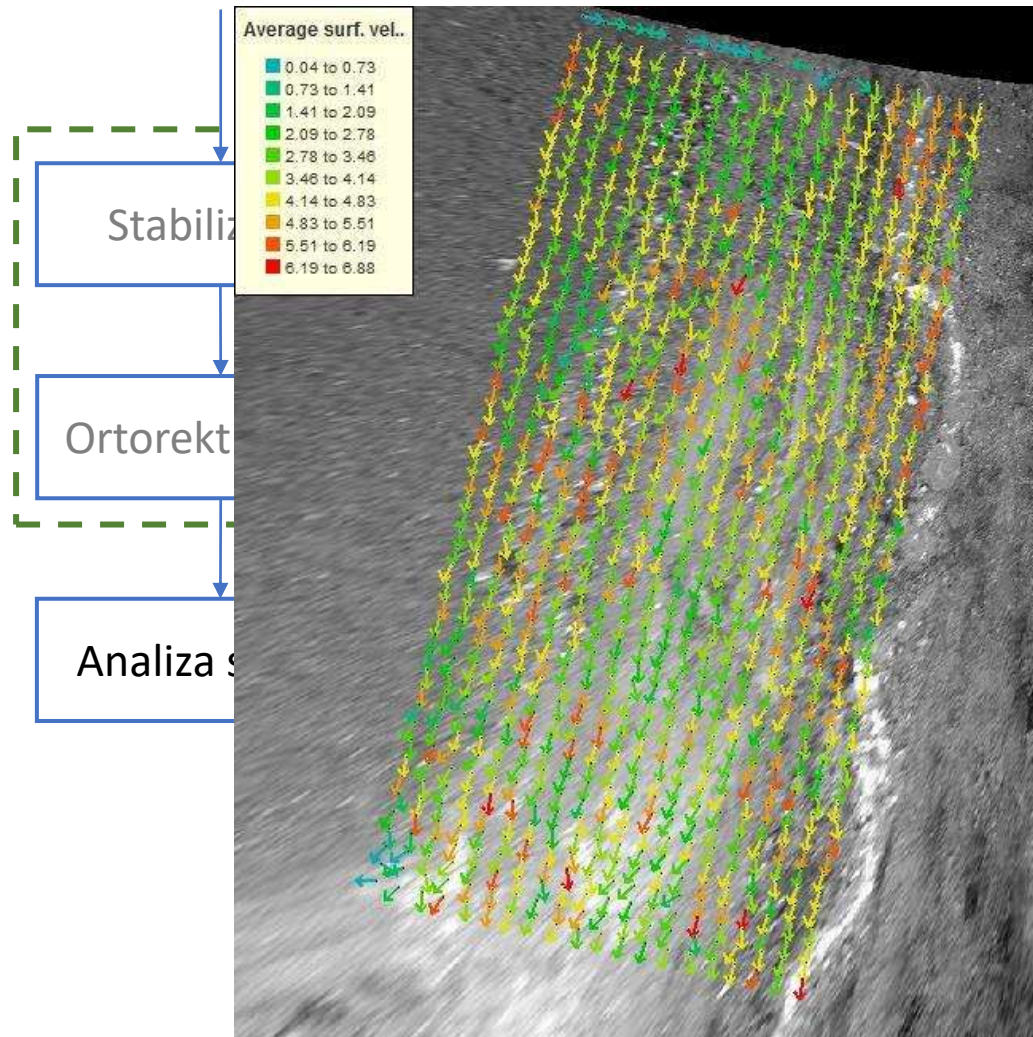 Average surf. vel..
0.04 to 0.73
0.73 to 1.41
1.41 to 2.09
2.09 to 2.78
2.78 to 3.46
3.46 to 4.14
4.14 to 4.83
4.83 to 5.51
5.51 to 6.19
6.19 to 6.88
Stabiliz
Ortorekt
Analiza s